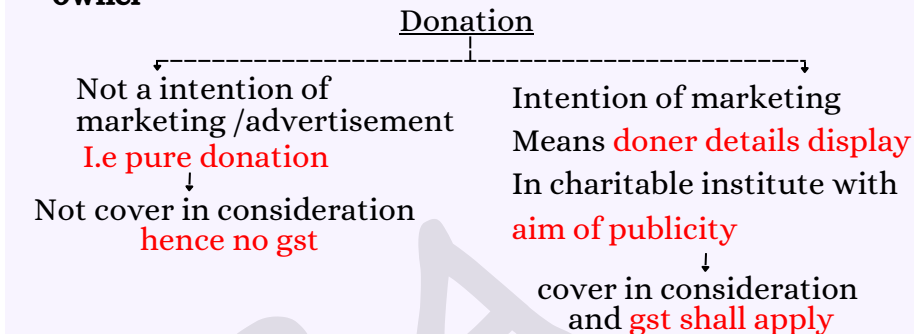 owner
Donation
Not a intention of
marketing /advertisement
I.e pure donation
Not cover in consideration
hence no gst
Intention of marketing
Means doner details display
In charitable institute with
aim of publicity
cover in consideration
and gst shall apply